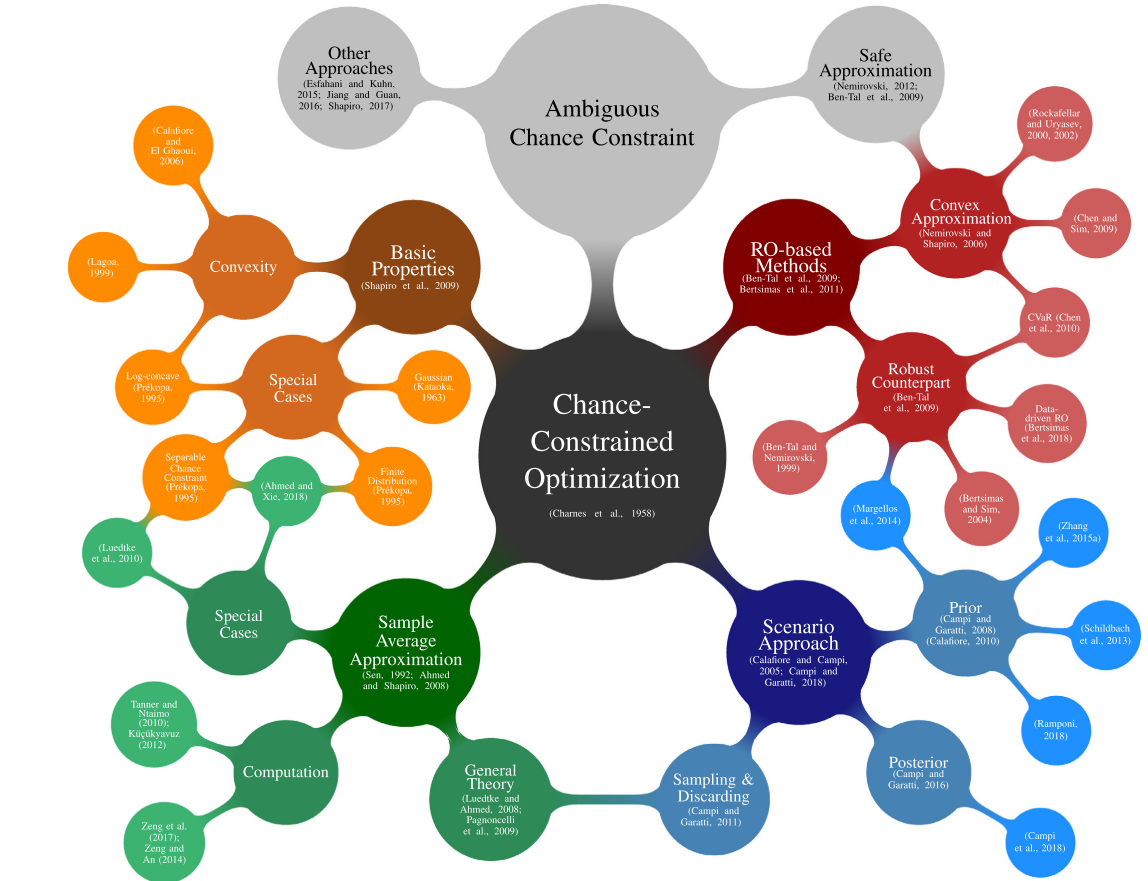 Other
Approaches
(Esfahani and Kuhn,
2015; Jiang and Guan,
2016; Shapiro, 2017)
Ambiguous
Chance Constraint
Safe
Approximation
(Nemirovski, 2012;
Ben-Tal et al., 2009)
(Calafiore
and
El Ghaoui,
2006)
(Rockafellar
and Uryasev,
2000, 2002)
Convex
Approximation
(Nemirovski and
Shapiro, 2006)
(Chen and
Sim, 2009)
(Lagoa,
1999)
Convexity
Basic
Properties
(Shapiro et al., 2009)
RO-based
Methods
(Ben-Tal et al., 2009;
Bertsimas et al., 2011)
CVaR (Chen
et al., 2010)
Log-concave
(Prékopa,
1995)
Special
Cases
Gaussian
(Kataoka,
1963)
Robust
Counterpart
(Ben-Tal
et al., 2009)
Data-
driven RO
(Bertsimas
et al., 2018)
Chance-
Constrained
Optimization
(Charnes et al., 1958)
(Ben-Tal and
Nemirovski,
1999)
Separable
Chance
Constraint
(Prékopa,
1995)
(Ahmed and
Xie, 2018)
Finite
Distribution
(Prékopa,
1995)
(Bertsimas
and Sim,
2004)
(Margellos
et al., 2014)
(Zhang
et al., 2015a)
(Luedtke
et al., 2010)
Special
Cases
Sample
Average
Approximation
(Sen, 1992; Ahmed
and Shapiro, 2008)
Scenario
Approach
(Calafiore and Campi,
2005; Campi and
Garatti, 2018)
Prior
(Campi and
Garatti, 2008)
(Calafiore, 2010)
(Schildbach
et al., 2013)
Tanner and
Ntaimo
(2010);
Küçükyavuz
(2012)
(Ramponi,
2018)
Computation
General
Theory
(Luedtke and
Ahmed, 2008;
Pagnoncelli
et al., 2009)
Sampling &
Discarding
(Campi and
Garatti, 2011)
Posterior
(Campi and
Garatti, 2016)
Zeng et al.
(2017);
Zeng and
An (2014)
(Campi
et al., 2018)